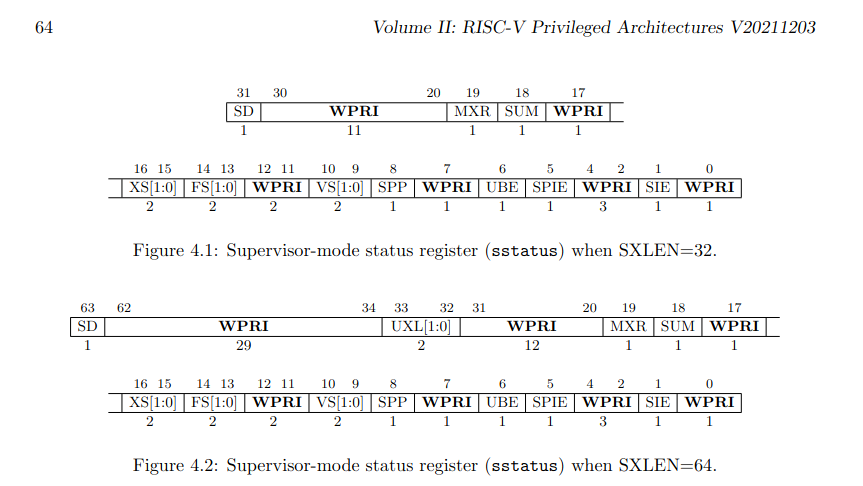 64 Volume II: RISC-V Privileged Architectures V20211203
31 30 20 19 18 17
SD WPRI MXR SUM WPRI
1 11 1 1 1
16 15 14 13 12 11 10 9 8 7 6 5 4 2 1 0
XS[1:0] FS[1:0] WPRI VS[1:0] SPP WPRI UBE SPIE WPRI SIE WPRI
2 2 2 2 1 1 1 1 3 1 1
Figure 4.1: Supervisor-mode status register (sstatus) when SXLEN=32.
63 62 34 33 32 31 20 19 18 17
SD WPRI UXL[1:0] WPRI MXR SUM WPRI
1 29 2 12 1 1 1
16 15 14 13 12 11 10 9 8 7 6 5 4 2 1 0
XS[1:0] FS[1:0] WPRI VS[1:0] SPP WPRI UBE SPIE WPRI SIE WPRI
2 2 2 2 1 1 1 1 3 1 1
Figure 4.2: Supervisor-mode status register (sstatus) when SXLEN=64.